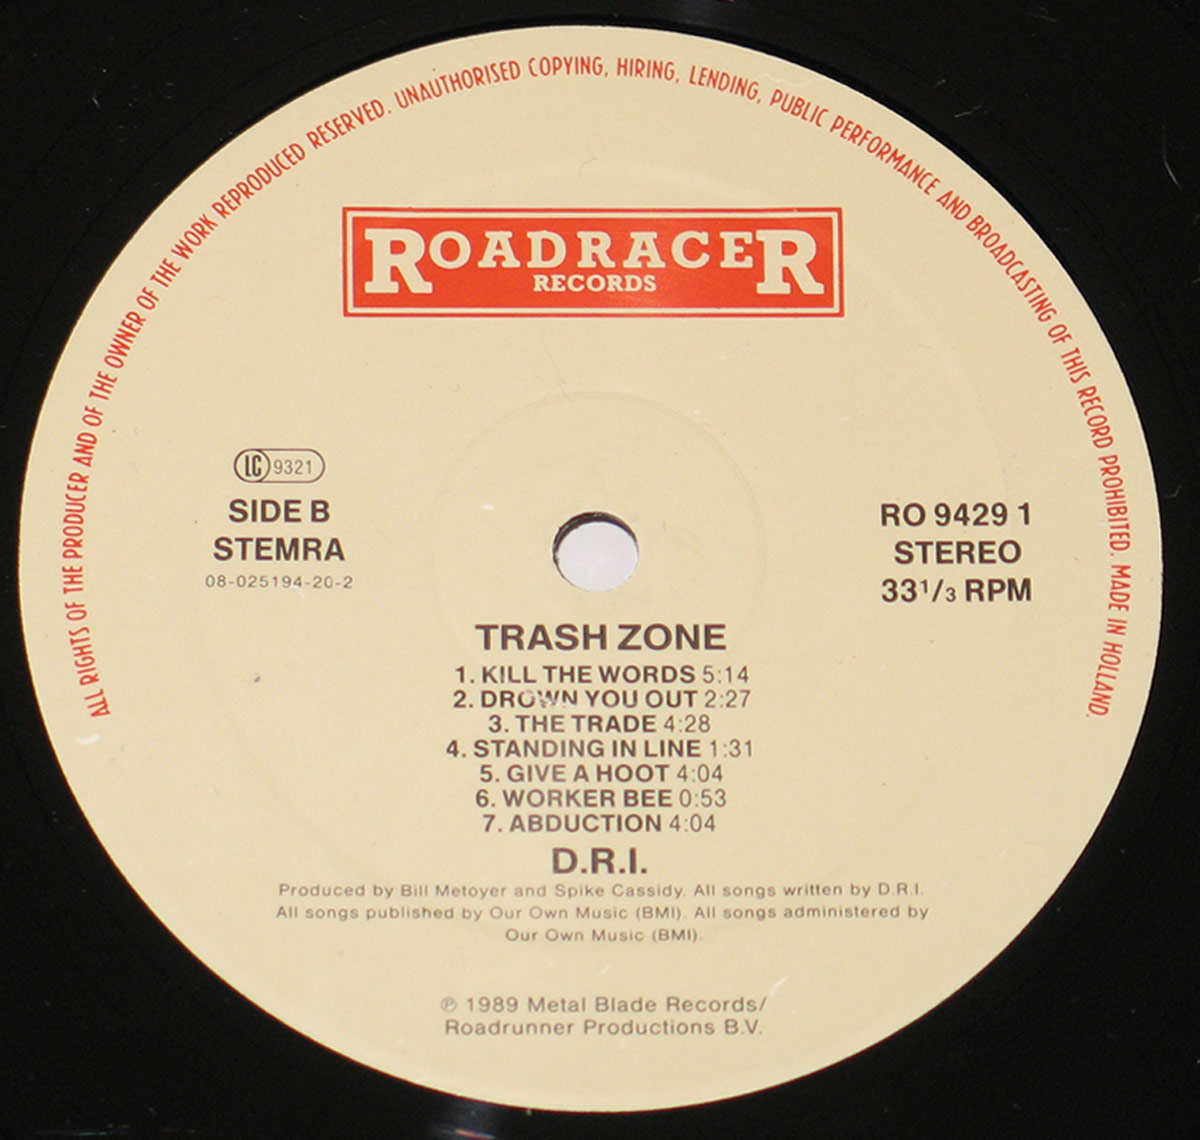 ALL RIGHTS OF THE PRODUCER AND OF THE OWNER OF THE WORK REPRODUCED RESERVED. UNAUTHORISED COPYING, HIRING, LENDING, PUBLIC PERFORMANCE AND BROADCASTING OF THIS RECORD PROHIBITED. MADE IN HOLLAND.
ROADRACER
RECORDS
LC 9321
SIDE B
STEMRA
08-025194-20-2
RO 9429 1
STEREO
33 1/3 RPM
TRASH ZONE
1. KILL THE WORDS 5:14
2. DROWN YOU OUT 2:27
3. THE TRADE 4:28
4. STANDING IN LINE 1:31
5. GIVE A HOOT 4:04
6. WORKER BEE 0:53
7. ABDUCTION 4:04
D.R.I.
Produced by Bill Metoyer and Spike Cassidy. All songs written by D.R.I.
All songs published by Our Own Music (BMI). All songs administered by
Our Own Music (BMI).
℗ 1989 Metal Blade Records/
Roadrunner Productions B.V.